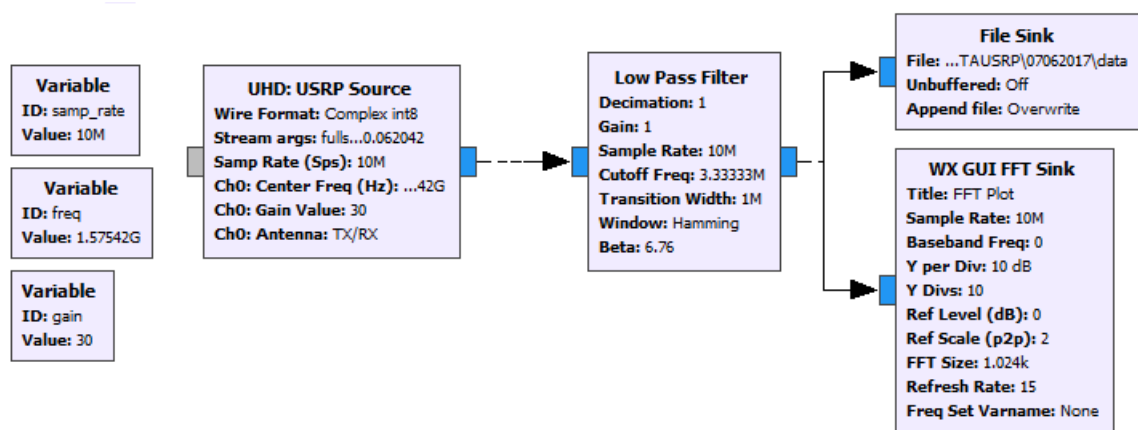 Variable
ID: samp_rate
Value: 10M
Variable
ID: freq
Value: 1.57542G
Variable
ID: gain
Value: 30
UHD: USRP Source
Wire Format: Complex int8
Stream args: fulls...0.062042
Samp Rate (Sps): 10M
Ch0: Center Freq (Hz): ...42G
Ch0: Gain Value: 30
Ch0: Antenna: TX/RX
Low Pass Filter
Decimation: 1
Gain: 1
Sample Rate: 10M
Cutoff Freq: 3.33333M
Transition Width: 1M
Window: Hamming
Beta: 6.76
File Sink
File: ...TAUSRP\07062017\data
Unbuffered: Off
Append file: Overwrite
WX GUI FFT Sink
Title: FFT Plot
Sample Rate: 10M
Baseband Freq: 0
Y per Div: 10 dB
Y Divs: 10
Ref Level (dB): 0
Ref Scale (p2p): 2
FFT Size: 1.024k
Refresh Rate: 15
Freq Set Varname: None